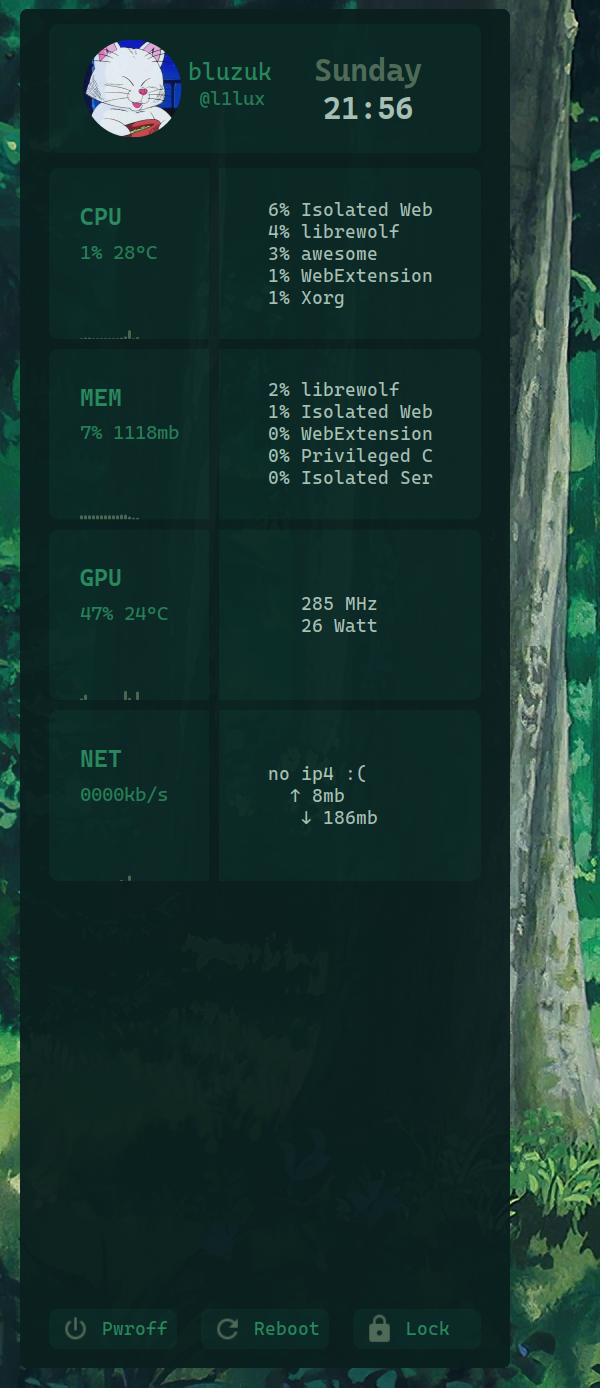 bluzuk
@l1lux
Sunday
21:56
CPU
1% 28°C
6% Isolated Web
4% librewolf
3% awesome
1% WebExtension
1% Xorg
MEM
7% 1118mb
2% librewolf
1% Isolated Web
0% WebExtension
0% Privileged C
0% Isolated Ser
GPU
47% 24°C
285 MHz
26 Watt
NET
0000kb/s
no ip4 :(
↑ 8mb
↓ 186mb
Pwroff
Reboot
Lock